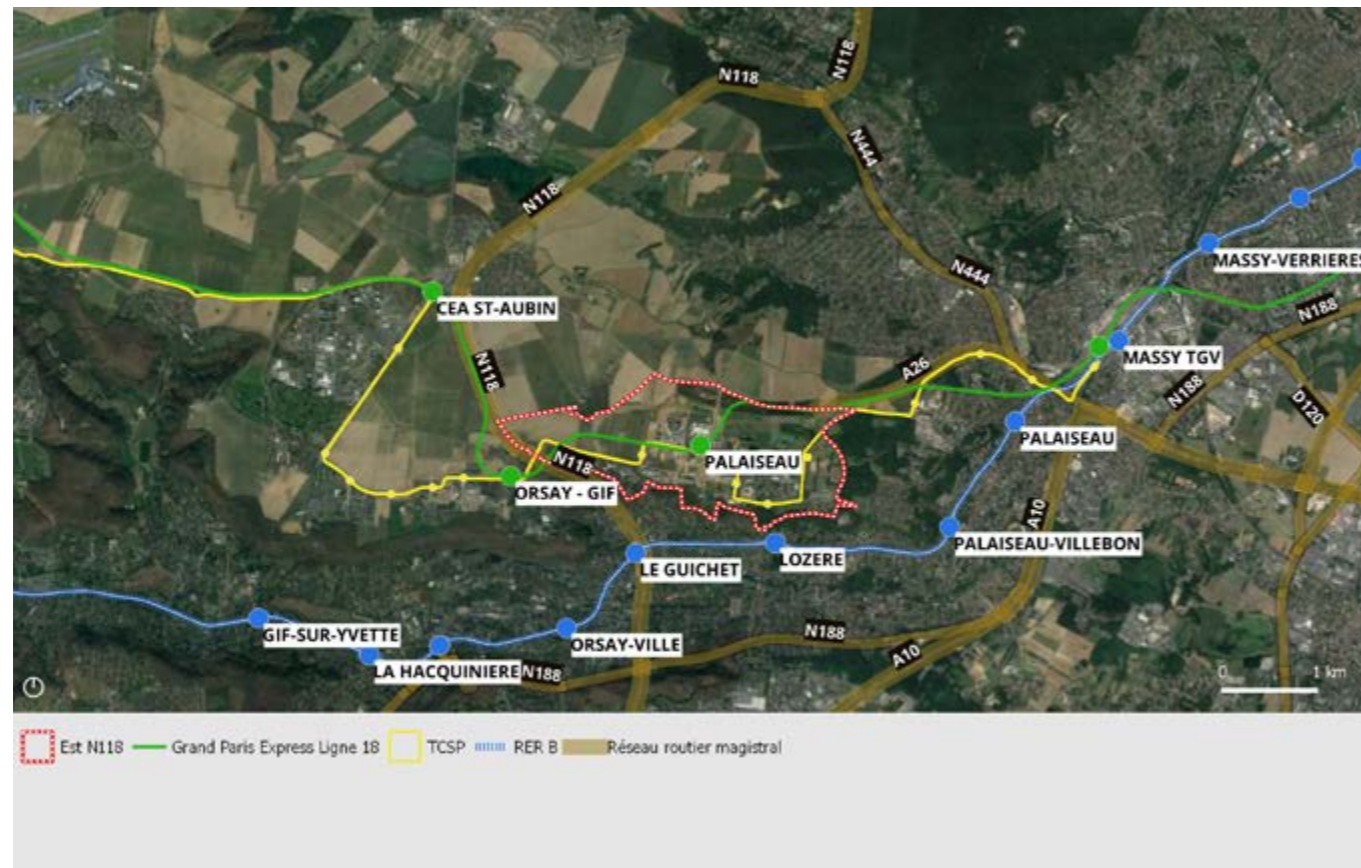 N118
N118
N444
N118
MASSY-VERRIERES
N444
CEA ST-AUBIN
N188
MASSY TGV
N118
A26
N188
D120
PALAISEAU
N118
PALAISEAU
ORSAY - GIF
A10
PALAISEAU-VILLEBON
LOZERE
LE GUICHET
GIF-SUR-YVETTE
ORSAY-VILLE
N188
A10
LA HACQUINIERE
N188
0 1 km
Est N118 Grand Paris Express Ligne 18 TCSP RER B Réseau routier magistral